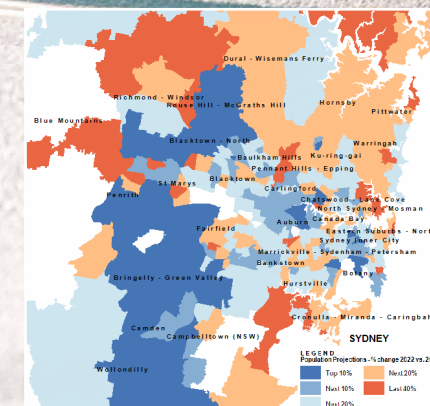 Dural - Wisemans Ferry
Richmond - Windsor
Rouse Hill - McGraths Hill
Hornsby
Pittwater
Blue Mountains
Blacktown - North
Warringah
Baulkham Hills
Ku-ring-gai
Pennant Hills - Epping
St Marys
Blacktown
Carlingford
Penrith
Chatswood - Lane Cove
North Sydney - Mosman
Auburn
Canada Bay
Fairfield
Eastern Suburbs - Nort
Sydney Inner City
Marrickville - Sydenham - Petersham
Bankstown
Botany
Bringelly - Green Valley
Hurstville
Cronulla - Miranda - Caringbah
Camden
Campbelltown (NSW)
SYDNEY
LEGEND
Population Projections - % change 2022 vs. 2
Wollondilly
Top 10%
Next 20%
Next 10%
Last 40%
Next 20%